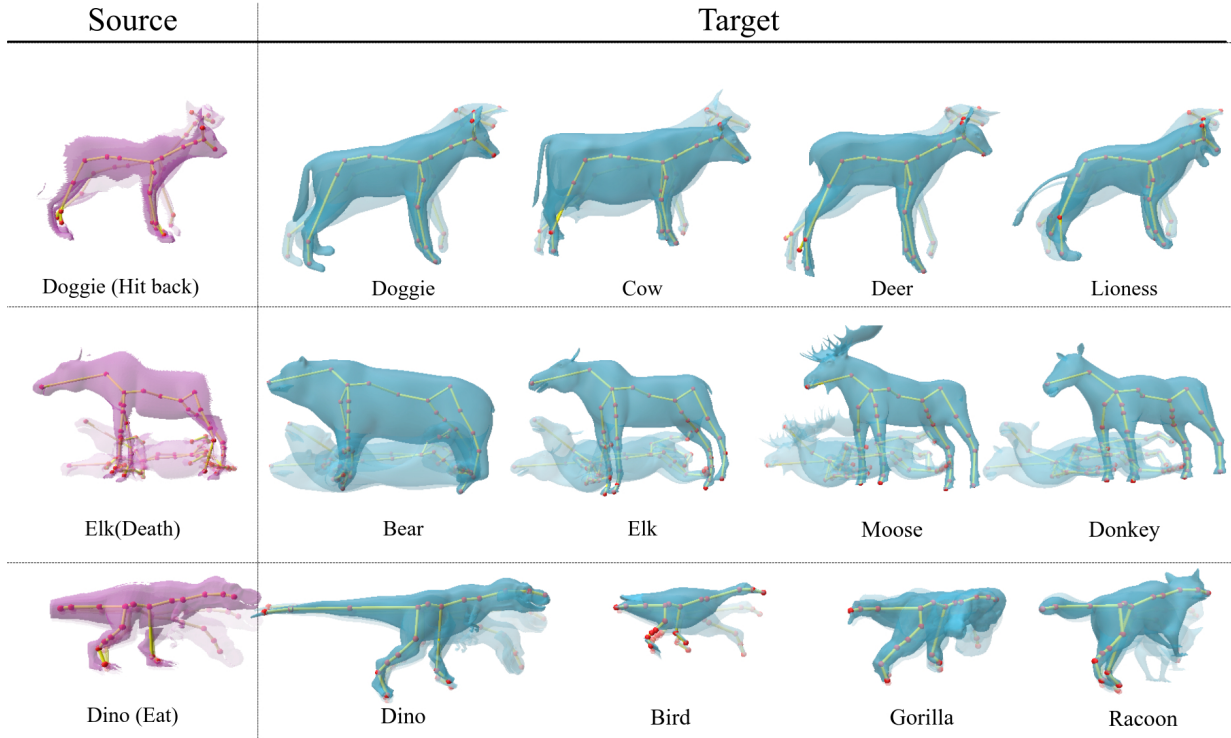 Source
Target
Doggie (Hit back)
Doggie
Cow
Deer
Lioness
Elk(Death)
Bear
Elk
Moose
Donkey
Dino (Eat)
Dino
Bird
Gorilla
Racoon